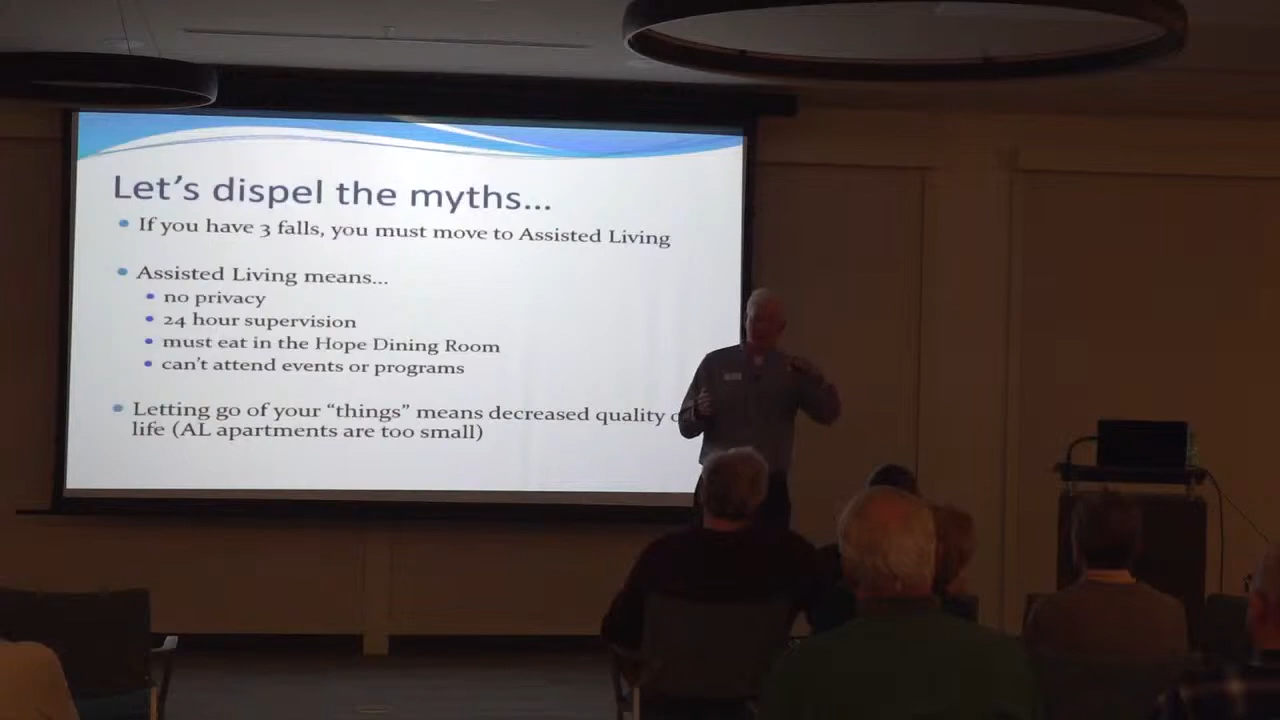 Let's dispel the myths...
If you have 3 falls, you must move to Assisted Living
Assisted Living means...
no privacy
24 hour supervision
must eat in the Hope Dining Room
can't attend events or programs
Letting go of your “things” means decreased quality
life (AL apartments are too small)